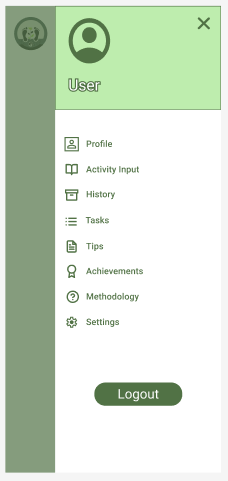 User
Profile
Activity Input
History
Tasks
Tips
Achievements
Methodology
Settings
Logout